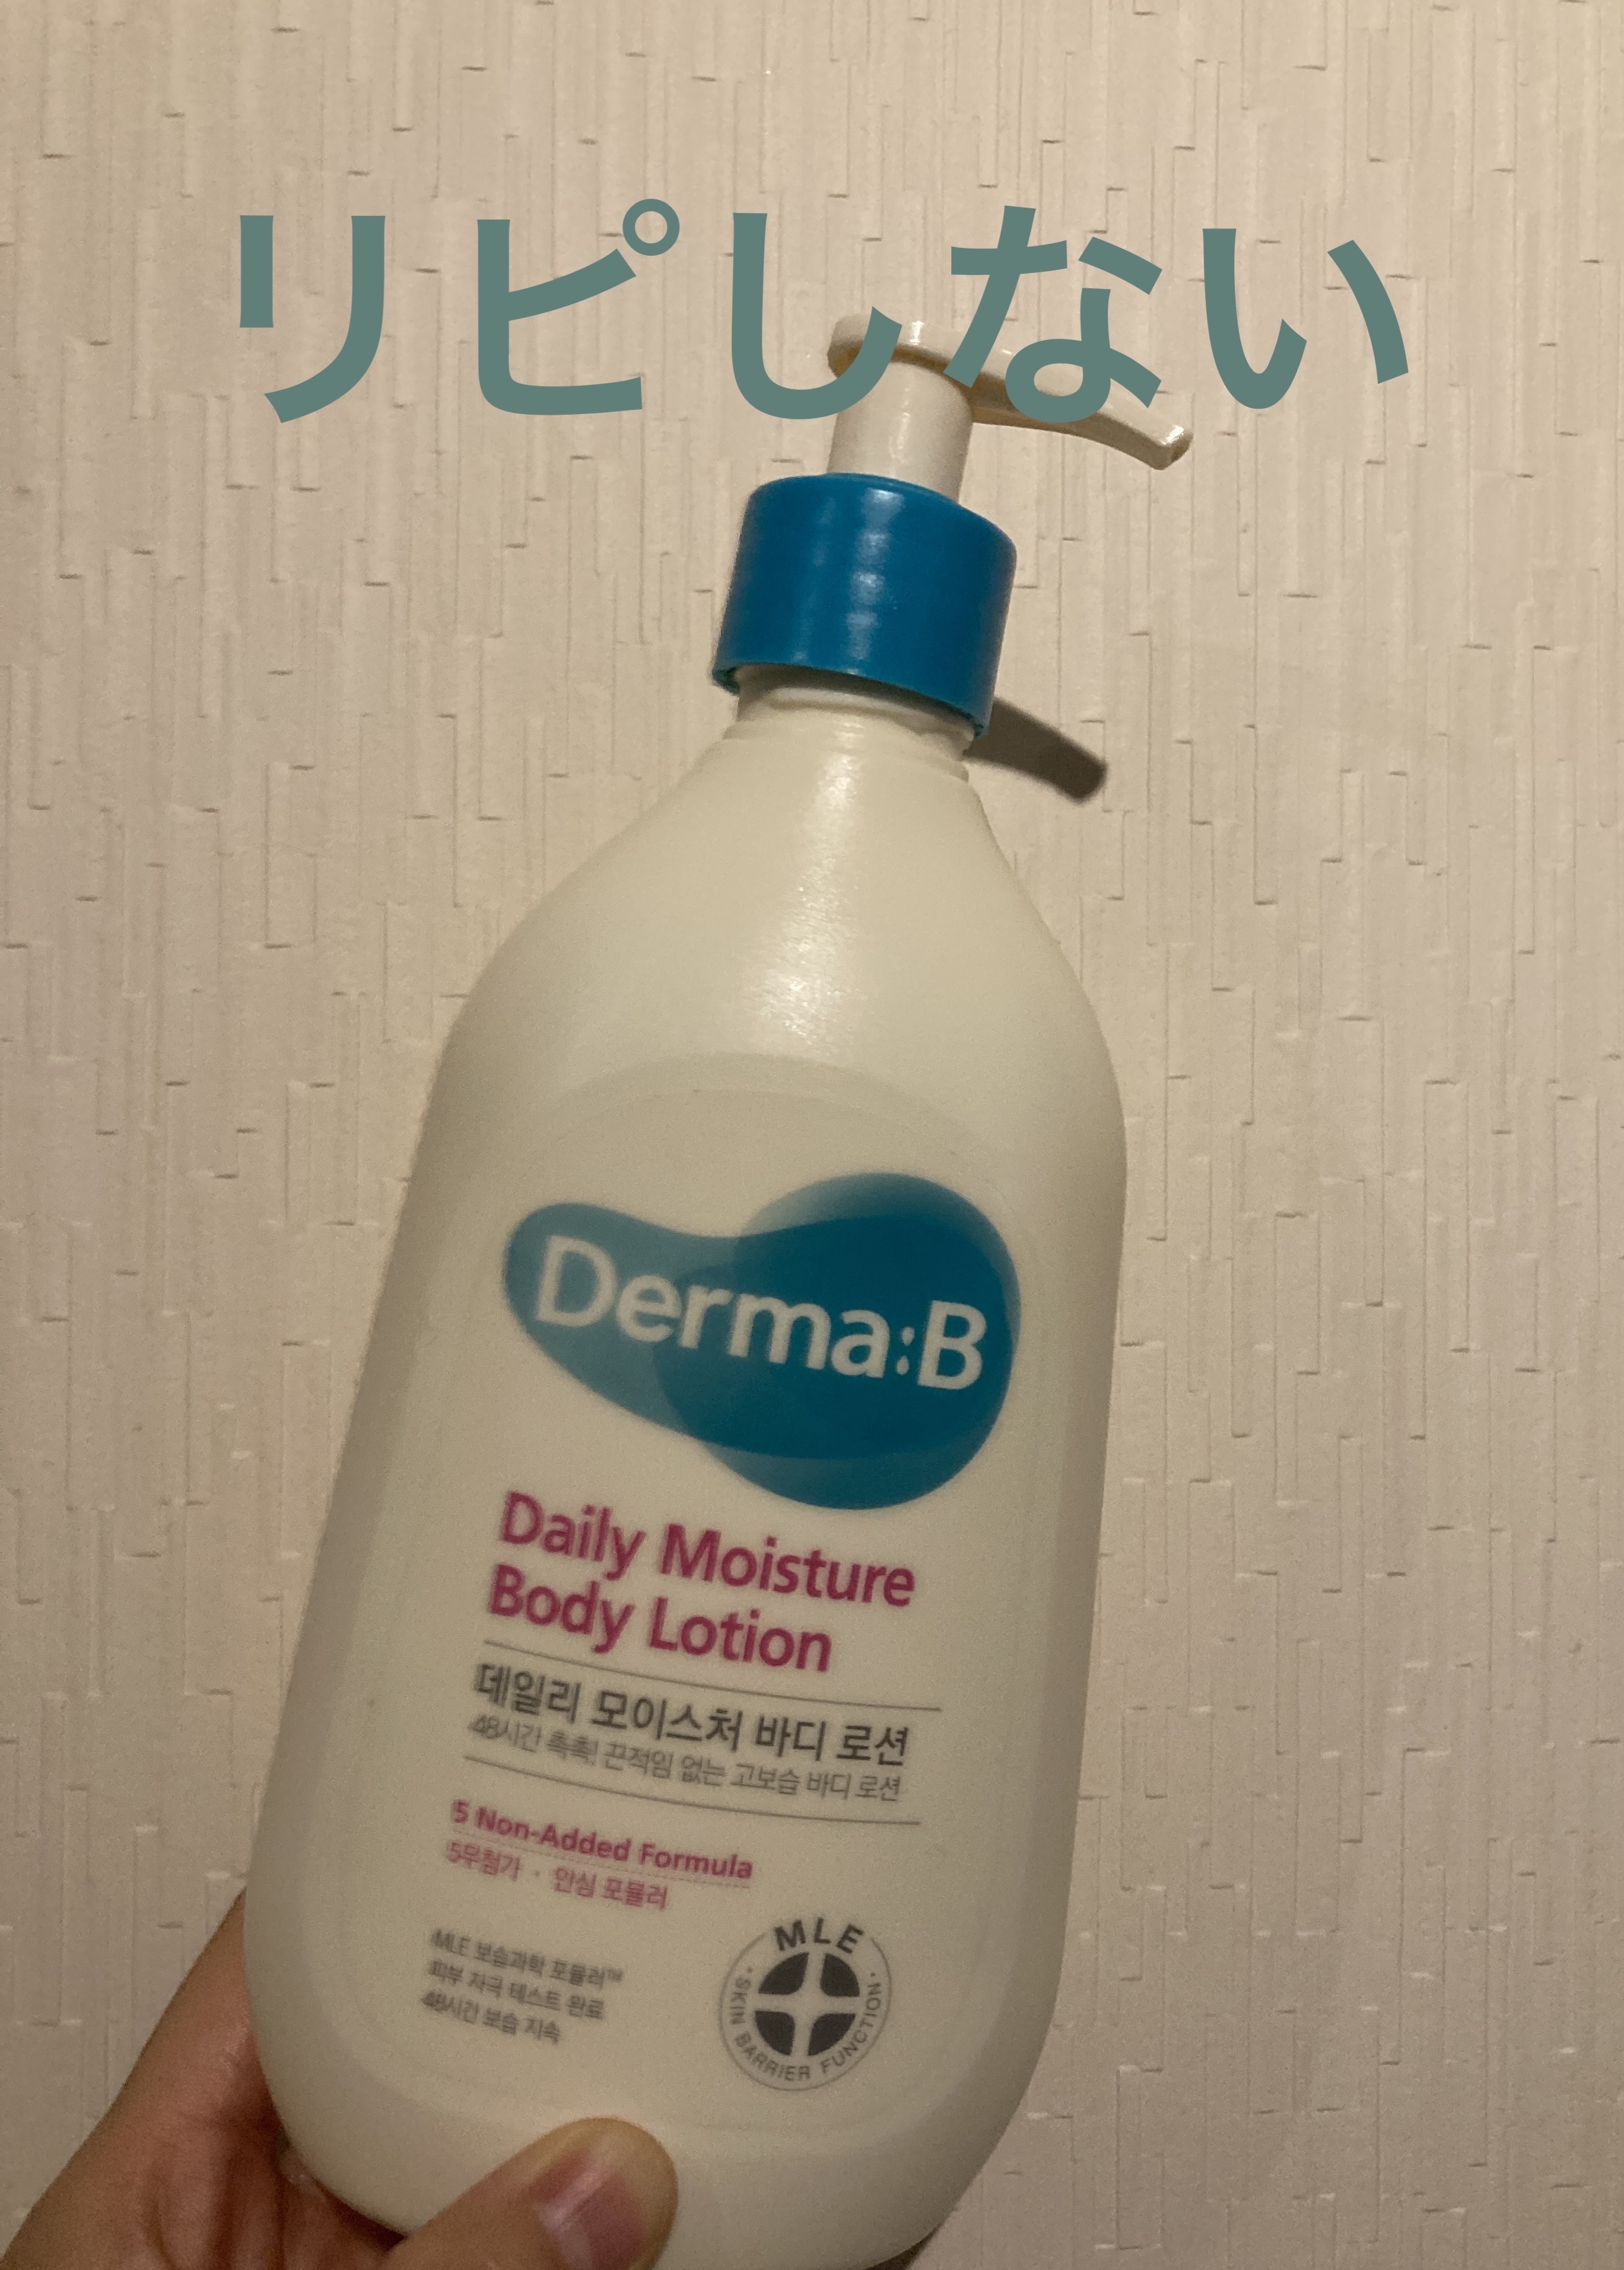 リピしない
Derma:B
Daily Moisture
Body Lotion
데일리 모이스처 바디 로션
48시간 촉촉! 끈적임 없는 고보습 바디 로션
5 Non-Added Formula
5무첨가 · 안심 포뮬러
MLE 보습과학 포뮬러™
피부 자극 테스트 완료
48시간 보습 지속
MLE
· SKIN BARRIER FUNCTION ·